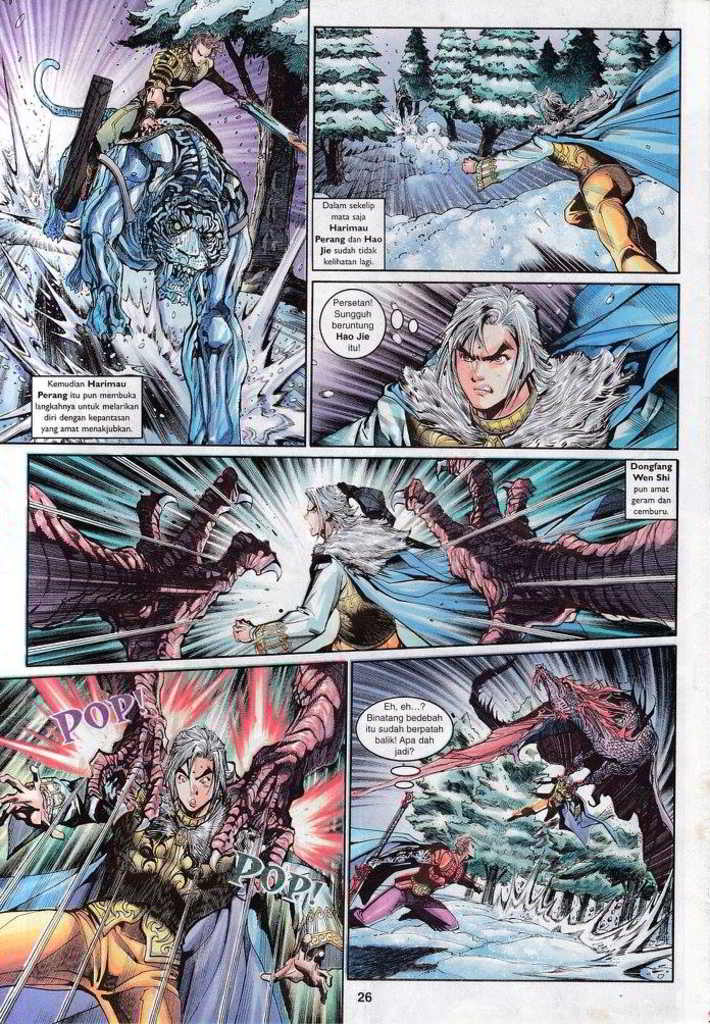 Kemudian Harimau
Perang itu pun membuka
langkahnya untuk melarikan
diri dengan kepantasan
yang amat menakjubkan.
Dalam sekelip
mata saja
Harimau
Perang dan Hao
Jie sudah tidak
kelihatan lagi.
Persetan!
Sungguh
beruntung
Hao Jie
itu!
Dongfang
Wen Shi
pun amat
geram dan
cemburu.
POP!
POP!
Eh, eh...?
Binatang bedebah
itu sudah berpatah
balik! Apa dah
jadi?
26